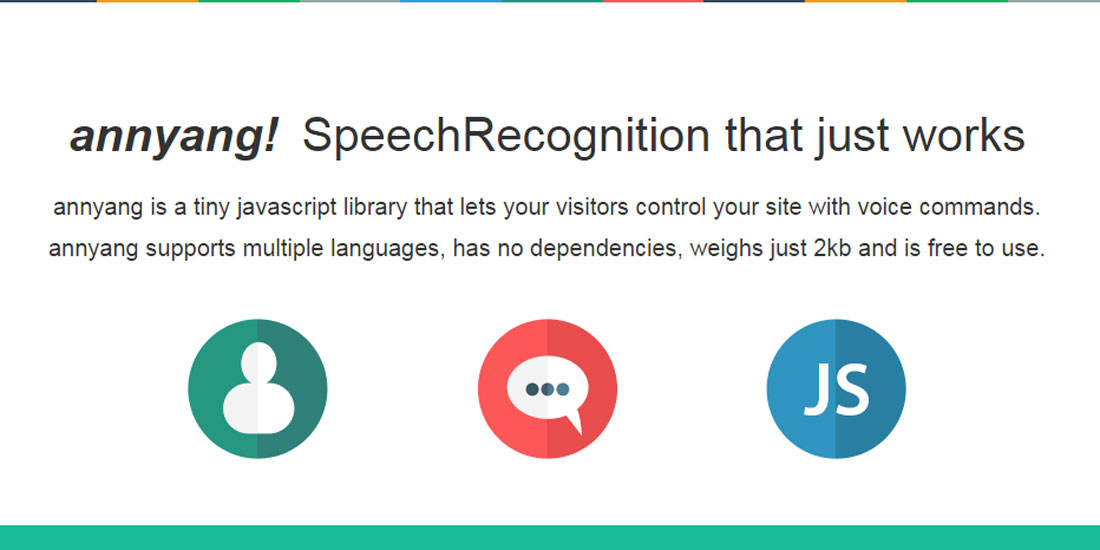 annyang! SpeechRecognition that just works
annyang is a tiny javascript library that lets your visitors control your site with voice commands.
annyang supports multiple languages, has no dependencies, weighs just 2kb and is free to use.
JS